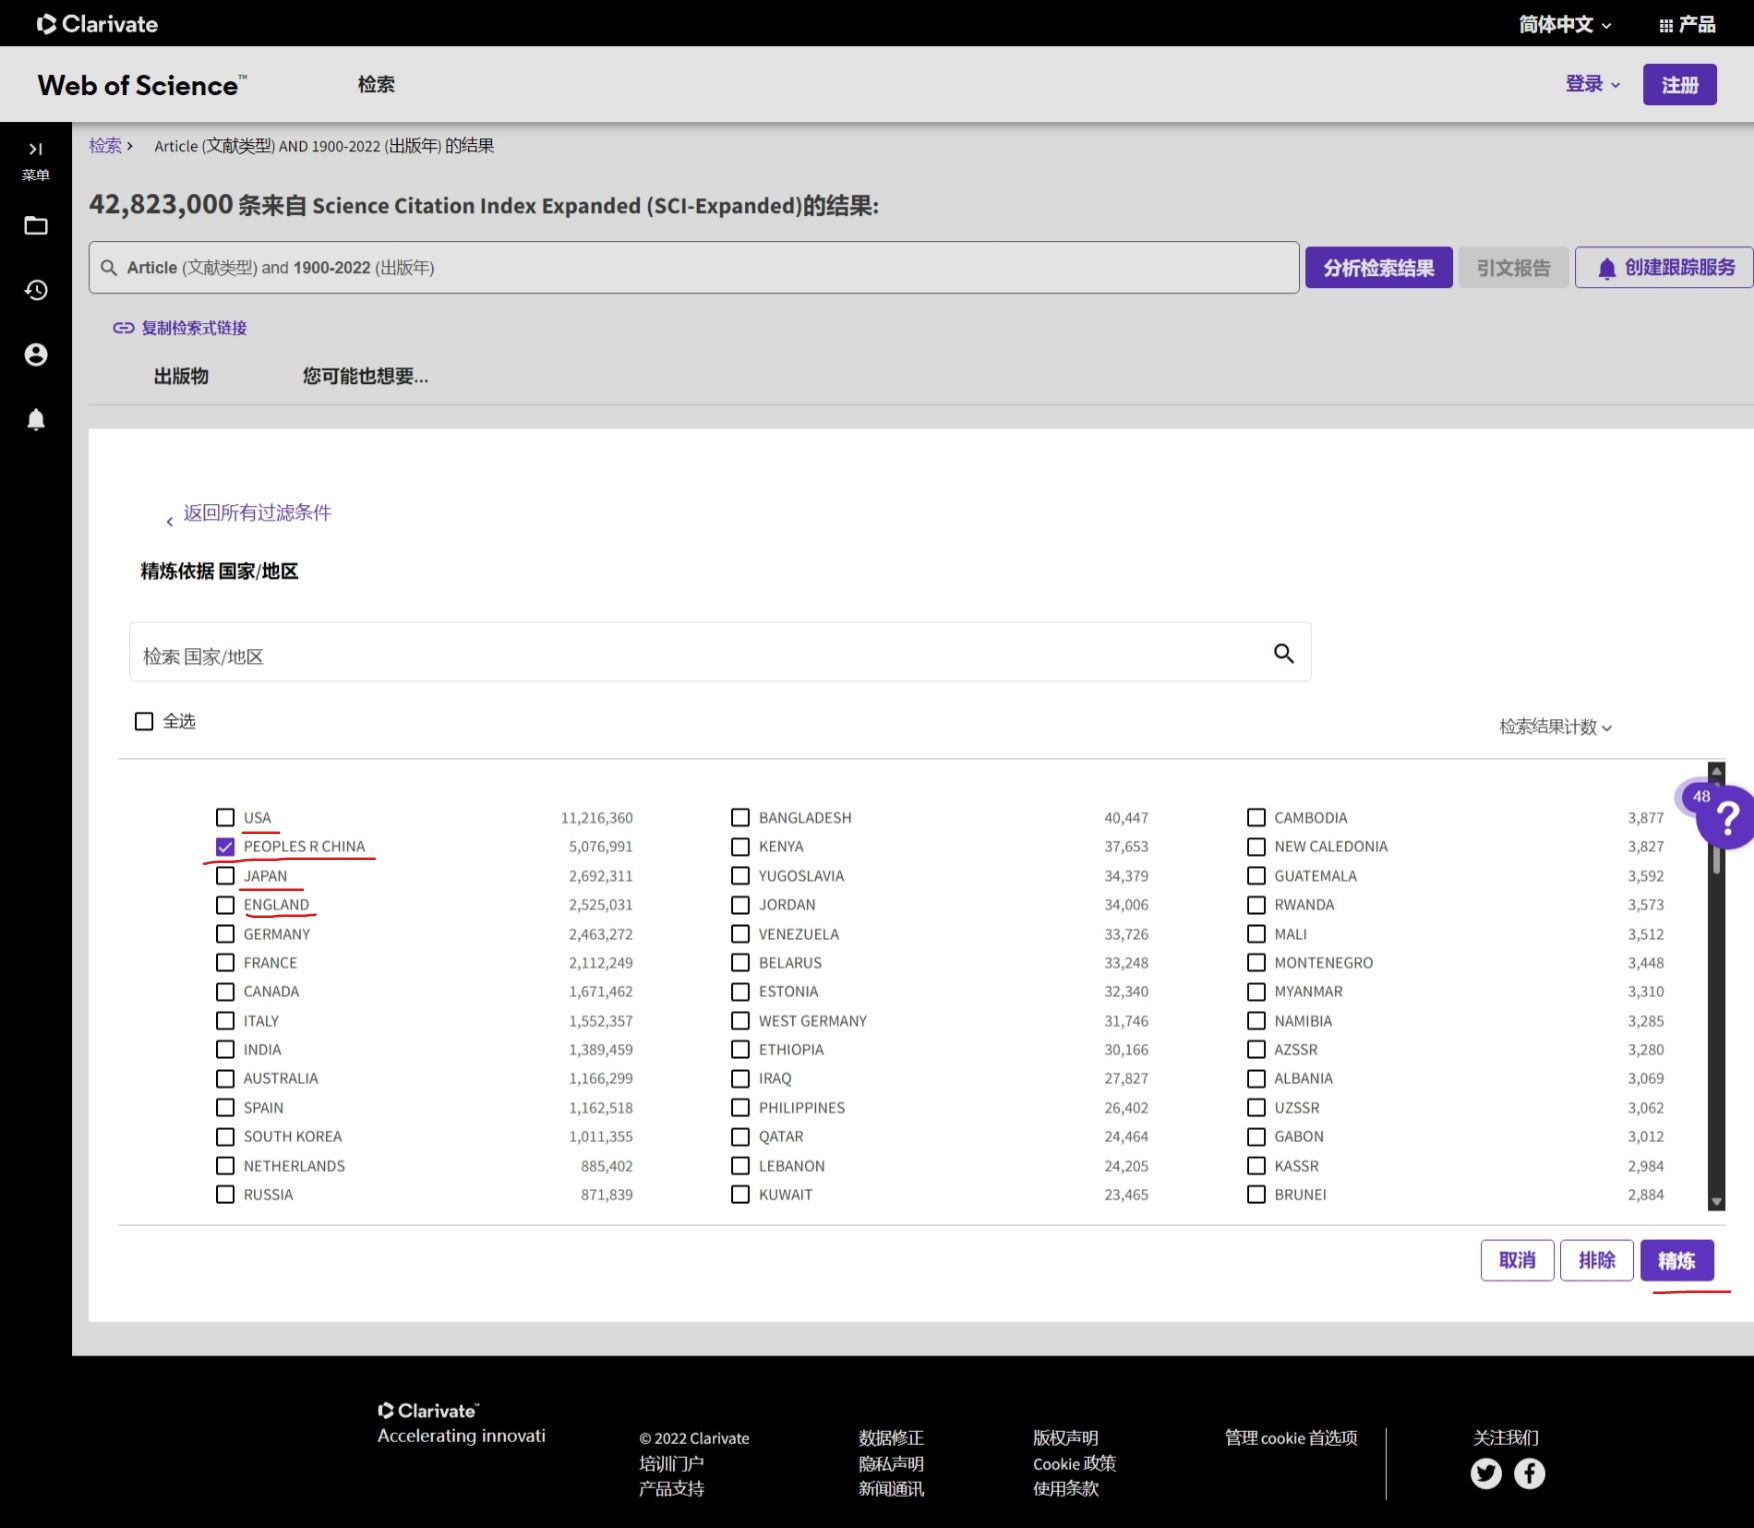 Clarivate
简体中文
产品
Web of Science™
检索
登录
注册
菜单
检索 › Article (文献类型) AND 1900-2022 (出版年) 的结果
42,823,000 条来自 Science Citation Index Expanded (SCI-Expanded)的结果:
Article (文献类型) and 1900-2022 (出版年)
分析检索结果
引文报告
创建跟踪服务
复制检索式链接
出版物
您可能也想要...
‹ 返回所有过滤条件
精炼依据 国家/地区
检索 国家/地区
全选
检索结果计数
48
?
USA 11,216,360 BANGLADESH 40,447 CAMBODIA 3,877
PEOPLES R CHINA 5,076,991 KENYA 37,653 NEW CALEDONIA 3,827
JAPAN 2,692,311 YUGOSLAVIA 34,379 GUATEMALA 3,592
ENGLAND 2,525,031 JORDAN 34,006 RWANDA 3,573
GERMANY 2,463,272 VENEZUELA 33,726 MALI 3,512
FRANCE 2,112,249 BELARUS 33,248 MONTENEGRO 3,448
CANADA 1,671,462 ESTONIA 32,340 MYANMAR 3,310
ITALY 1,552,357 WEST GERMANY 31,746 NAMIBIA 3,285
INDIA 1,389,459 ETHIOPIA 30,166 AZSSR 3,280
AUSTRALIA 1,166,299 IRAQ 27,827 ALBANIA 3,069
SPAIN 1,162,518 PHILIPPINES 26,402 UZSSR 3,062
SOUTH KOREA 1,011,355 QATAR 24,464 GABON 3,012
NETHERLANDS 885,402 LEBANON 24,205 KASSR 2,984
RUSSIA 871,839 KUWAIT 23,465 BRUNEI 2,884
取消
排除
精炼
Clarivate™
Accelerating innovati
© 2022 Clarivate
培训门户
产品支持
数据修正
隐私声明
新闻通讯
版权声明
Cookie 政策
使用条款
管理 cookie 首选项
关注我们